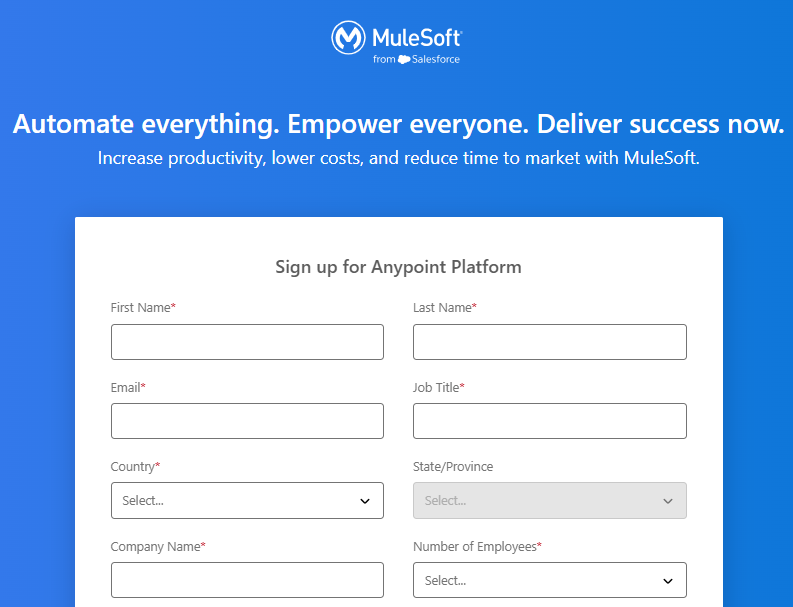 MuleSoft
from Salesforce
Automate everything. Empower everyone. Deliver success now.
Increase productivity, lower costs, and reduce time to market with MuleSoft.
Sign up for Anypoint Platform
First Name* Last Name*
Email* Job Title*
Country* State/Province
Select... Select...
Company Name* Number of Employees*
Select...